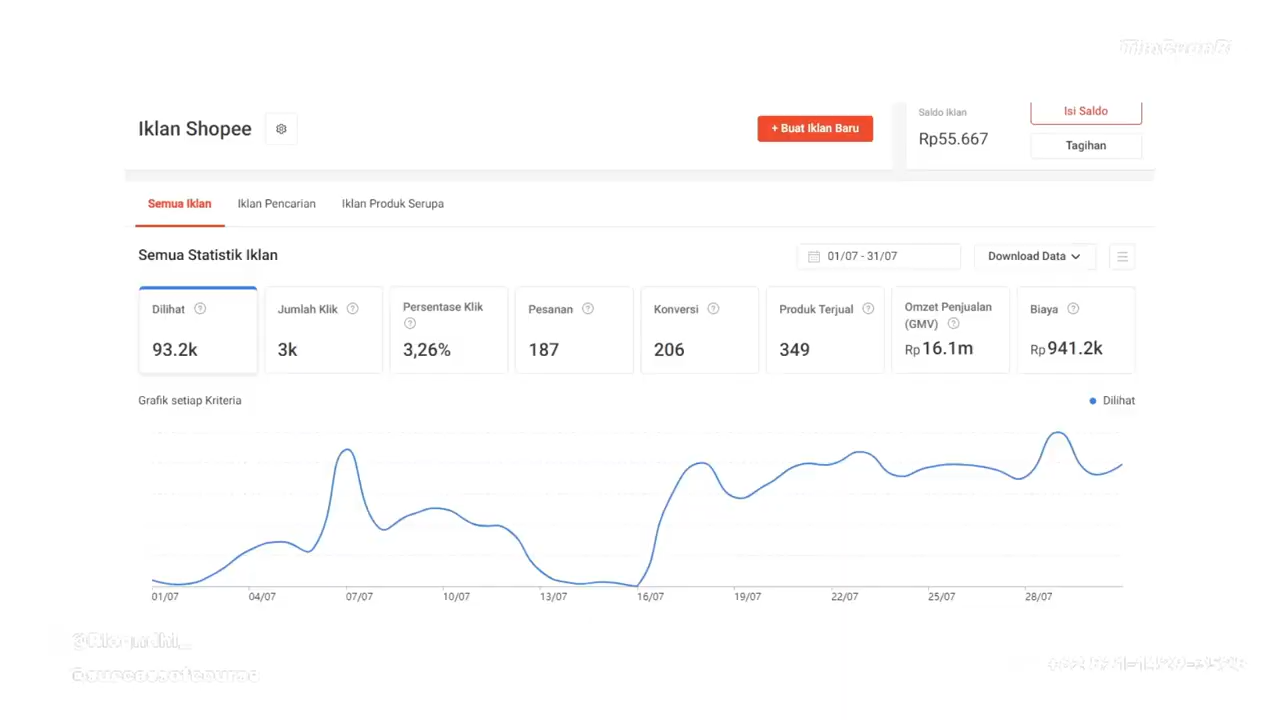 Iklan Shopee
+ Buat Iklan Baru
Saldo Iklan
Rp55.667
Isi Saldo
Tagihan
Semua Iklan
Iklan Pencarian
Iklan Produk Serupa
Semua Statistik Iklan
01/07 - 31/07
Download Data
Dilihat
93.2k
Jumlah Klik
3k
Persentase Klik
3,26%
Pesanan
187
Konversi
206
Produk Terjual
349
Omzet Penjualan
(GMV)
Rp 16.1m
Biaya
Rp 941.2k
Grafik setiap Kriteria
Dilihat
01/07
04/07
07/07
10/07
13/07
16/07
19/07
22/07
25/07
28/07